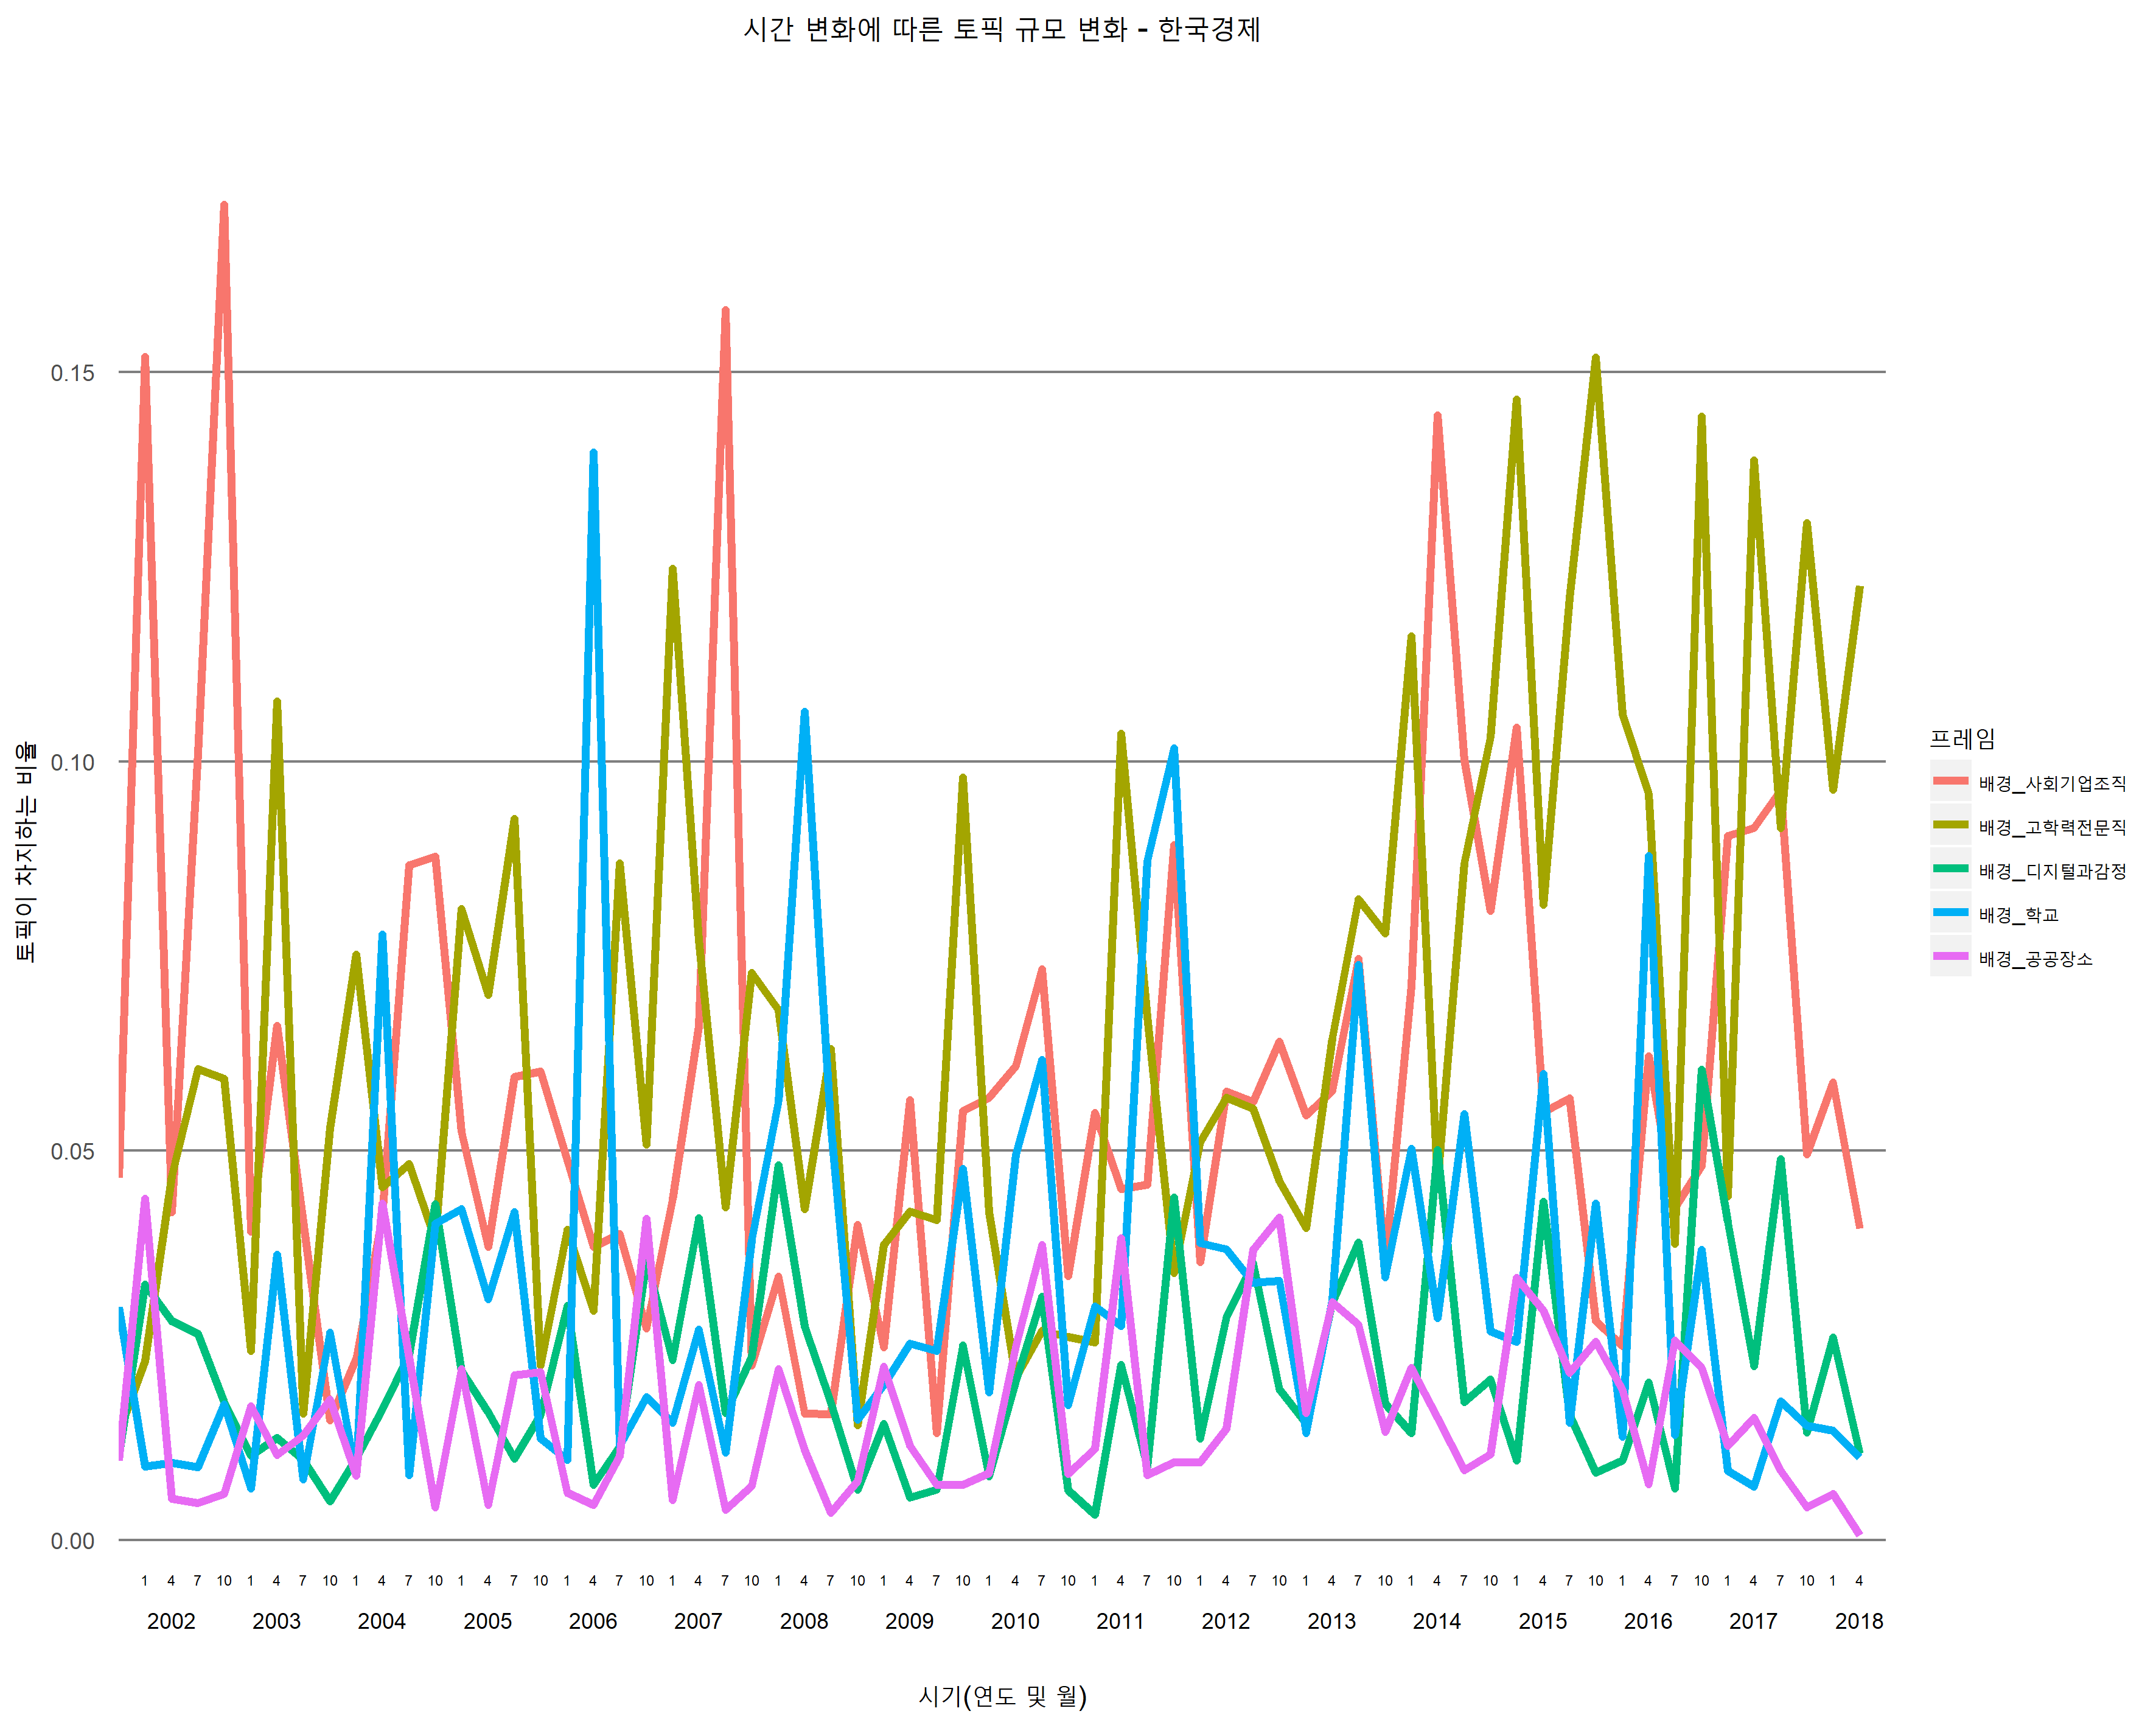 시간 변화에 따른 토픽 규모 변화 - 한국경제
토픽이 차지하는 비율
0.15
0.10
0.05
0.00
1 4 7 10 1 4 7 10 1 4 7 10 1 4 7 10 1 4 7 10 1 4 7 10 1 4 7 10 1 4 7 10 1 4 7 10 1 4 7 10 1 4 7 10 1 4 7 10 1 4 7 10 1 4 7 10 1 4 7 10 1 4 7 10 1 4
2002 2003 2004 2005 2006 2007 2008 2009 2010 2011 2012 2013 2014 2015 2016 2017 2018
시기(연도 및 월)
프레임
배경_사회기업조직
배경_고학력전문직
배경_디지털과감정
배경_학교
배경_공공장소